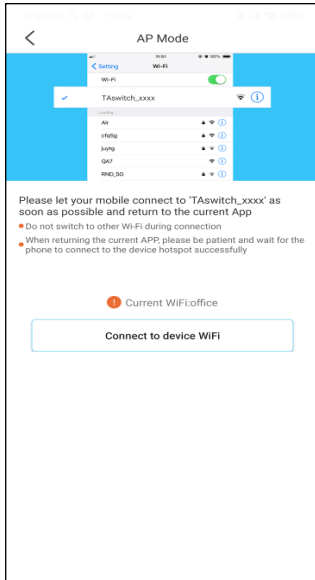 AP Mode
Setting
Wi-Fi
Wi-Fi
TAswitch_xxxx
Loading...
Air
cfqtig
juytg
QA7
RND_5G
Please let your mobile connect to 'TAswitch_xxxx' as
soon as possible and return to the current App
Do not switch to other Wi-Fi during connection
When returning the current APP, please be patient and wait for the
phone to connect to the device hotspot successfully
Current WiFi:office
Connect to device WiFi